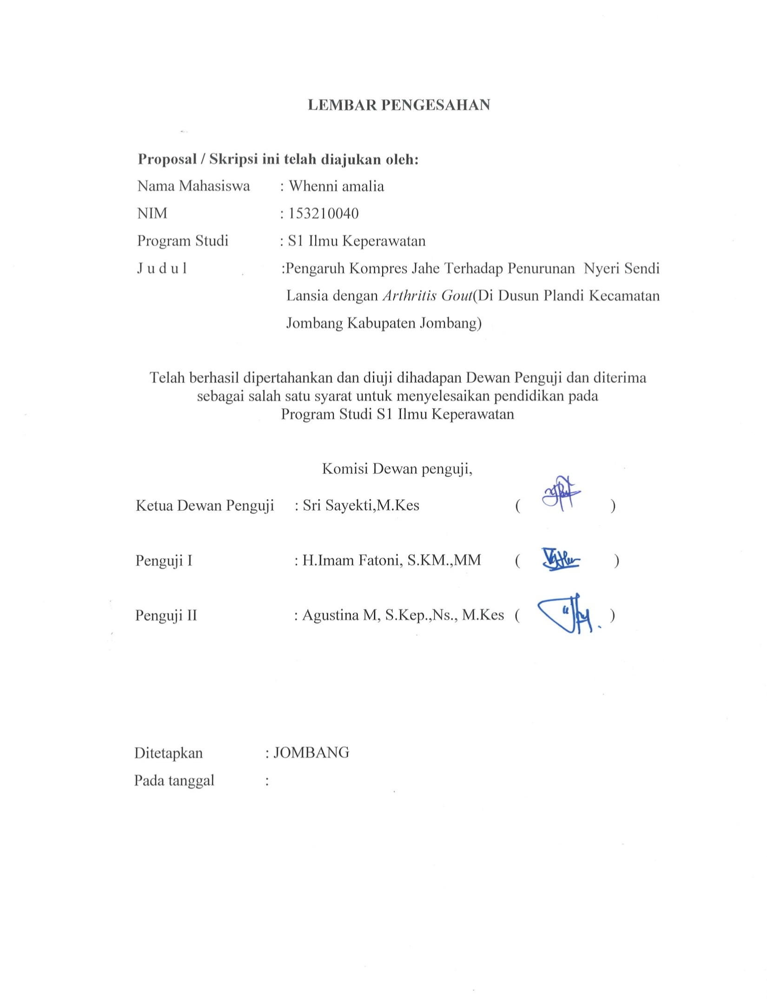 LEMBAR PENGESAHAN
Proposal / Skripsi ini telah diajukan oleh:
Nama Mahasiswa : Whenni amalia
NIM : 153210040
Program Studi : S1 Ilmu Keperawatan
J u d u l :Pengaruh Kompres Jahe Terhadap Penurunan Nyeri Sendi
Lansia dengan Arthritis Gout(Di Dusun Plandi Kecamatan
Jombang Kabupaten Jombang)
Telah berhasil dipertahankan dan diuji dihadapan Dewan Penguji dan diterima
sebagai salah satu syarat untuk menyelesaikan pendidikan pada
Program Studi S1 Ilmu Keperawatan
Komisi Dewan penguji,
Ketua Dewan Penguji : Sri Sayekti,M.Kes ( )
Penguji I : H.Imam Fatoni, S.KM.,MM ( )
Penguji II : Agustina M, S.Kep.,Ns., M.Kes ( )
Ditetapkan : JOMBANG
Pada tanggal :